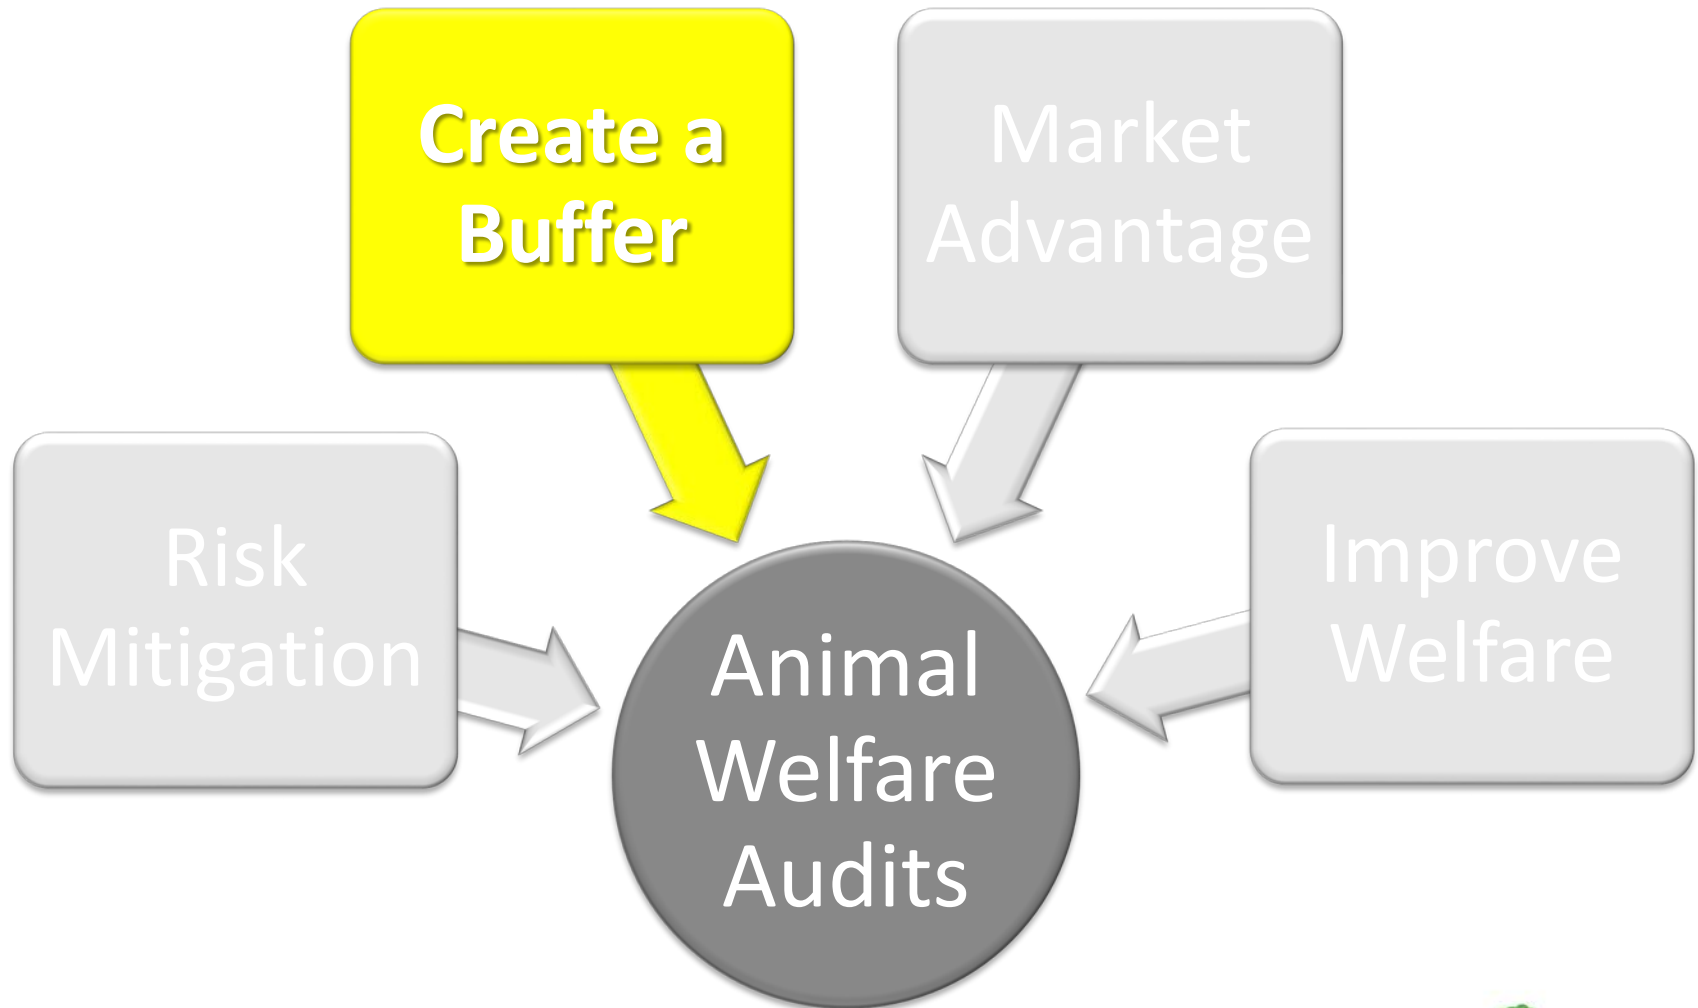 Create a
Buffer
Market
Advantage
Risk
Mitigation
Improve
Welfare
Animal
Welfare
Audits